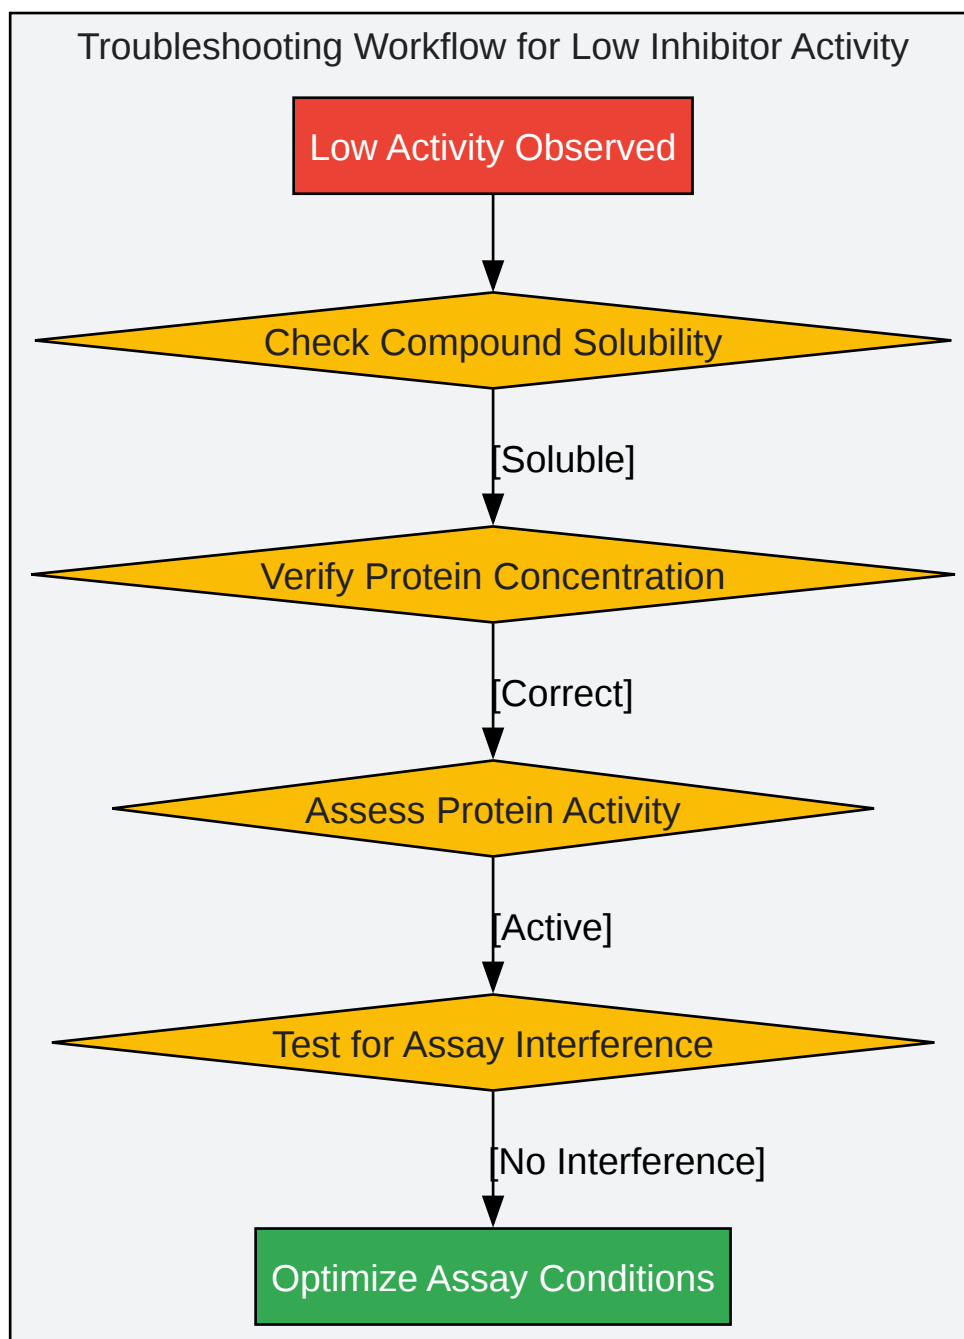 Troubleshooting Workflow for Low Inhibitor Activity
Low Activity Observed
Check Compound Solubility
[Soluble]
Verify Protein Concentration
[Correct]
Assess Protein Activity
[Active]
Test for Assay Interference
[No Interference]
Optimize Assay Conditions